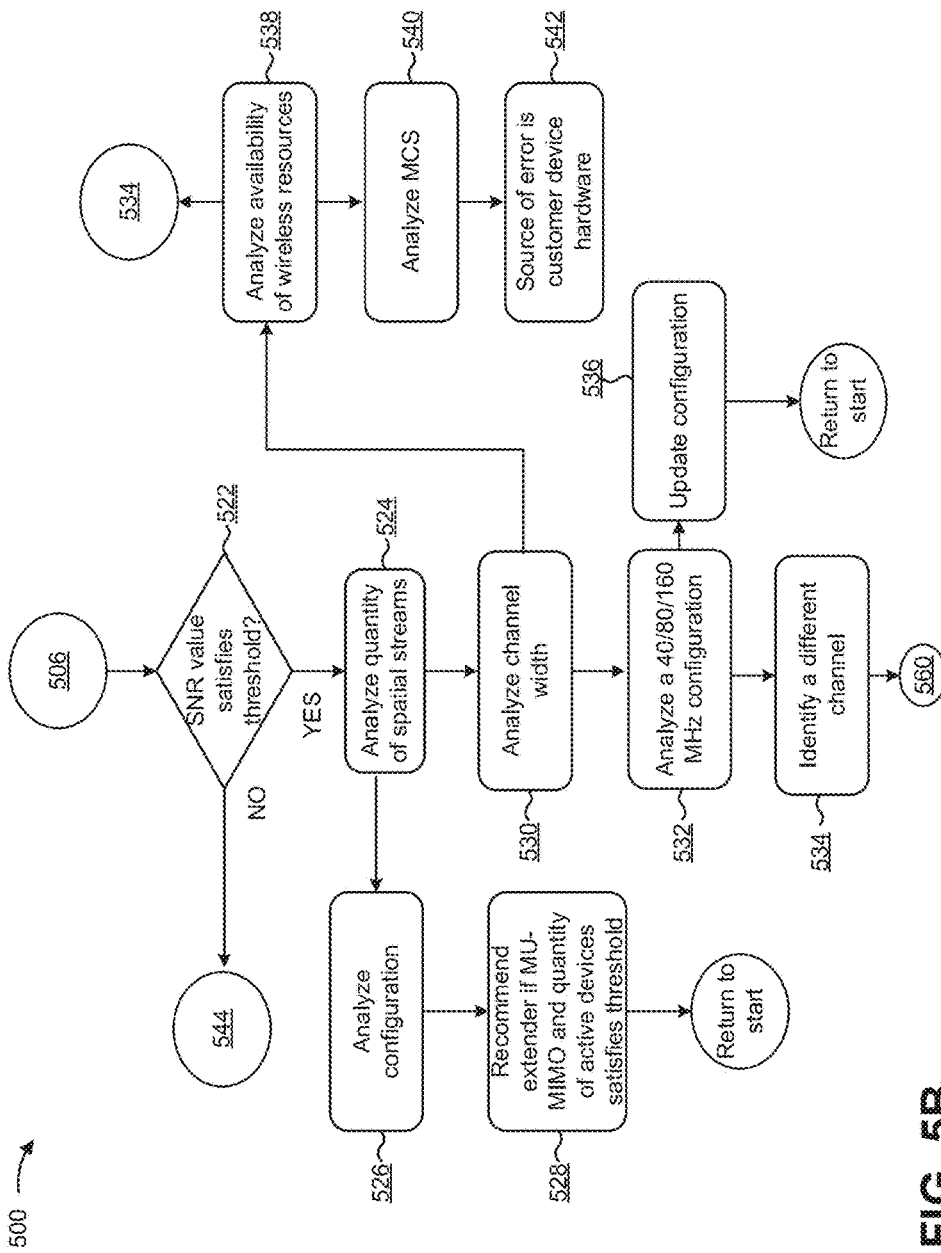 500
506
SNR value
satisfies
threshold?
522
NO
YES
544
Analyze quantity
of spatial streams
524
Analyze
configuration
526
Recommend
extender if MU-
MIMO and quantity
of active devices
satisfies threshold
528
Return to
start
Analyze channel
width
530
Analyze a 40/80/160
MHz configuration
532
Identify a different
channel
534
560
Update configuration
536
Return to
start
534
Analyze availability
of wireless resources
538
Analyze MCS
540
Source of error is
customer device
hardware
542
FIG. 5B